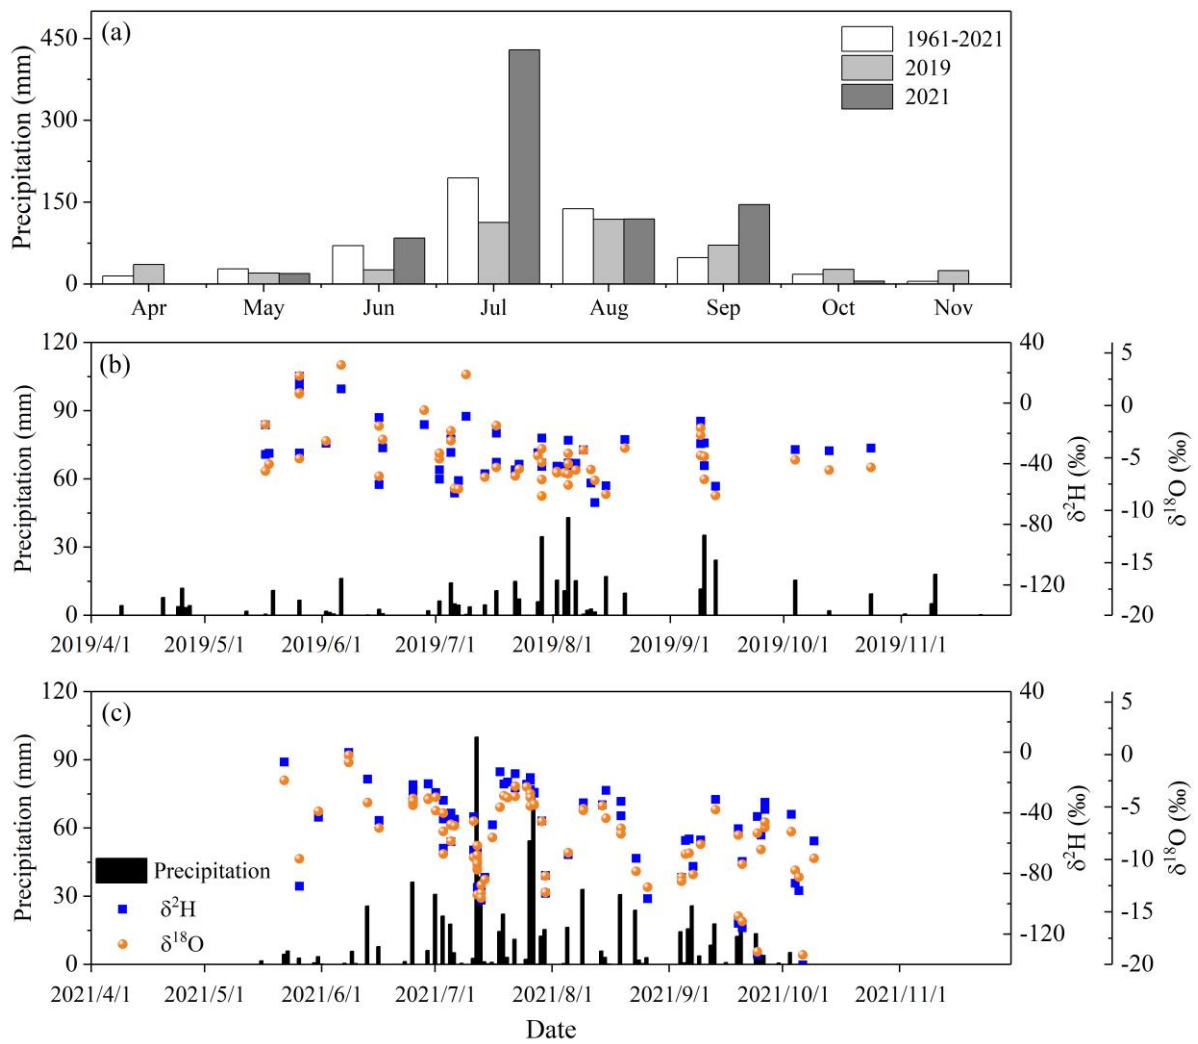 (a)
Precipitation (mm)
450
300
150
0
1961-2021
2019
2021
Apr May Jun Jul Aug Sep Oct Nov
(b)
Precipitation (mm)
120
90
60
30
0
40
0
-40
-80
-120
δ²H (‰)
5
0
-5
-10
-15
-20
δ¹⁸O (‰)
2019/4/1 2019/5/1 2019/6/1 2019/7/1 2019/8/1 2019/9/1 2019/10/1 2019/11/1
(c)
Precipitation (mm)
120
90
60
30
0
Precipitation
δ²H
δ¹⁸O
40
0
-40
-80
-120
δ²H (‰)
5
0
-5
-10
-15
-20
δ¹⁸O (‰)
2021/4/1 2021/5/1 2021/6/1 2021/7/1 2021/8/1 2021/9/1 2021/10/1 2021/11/1
Date